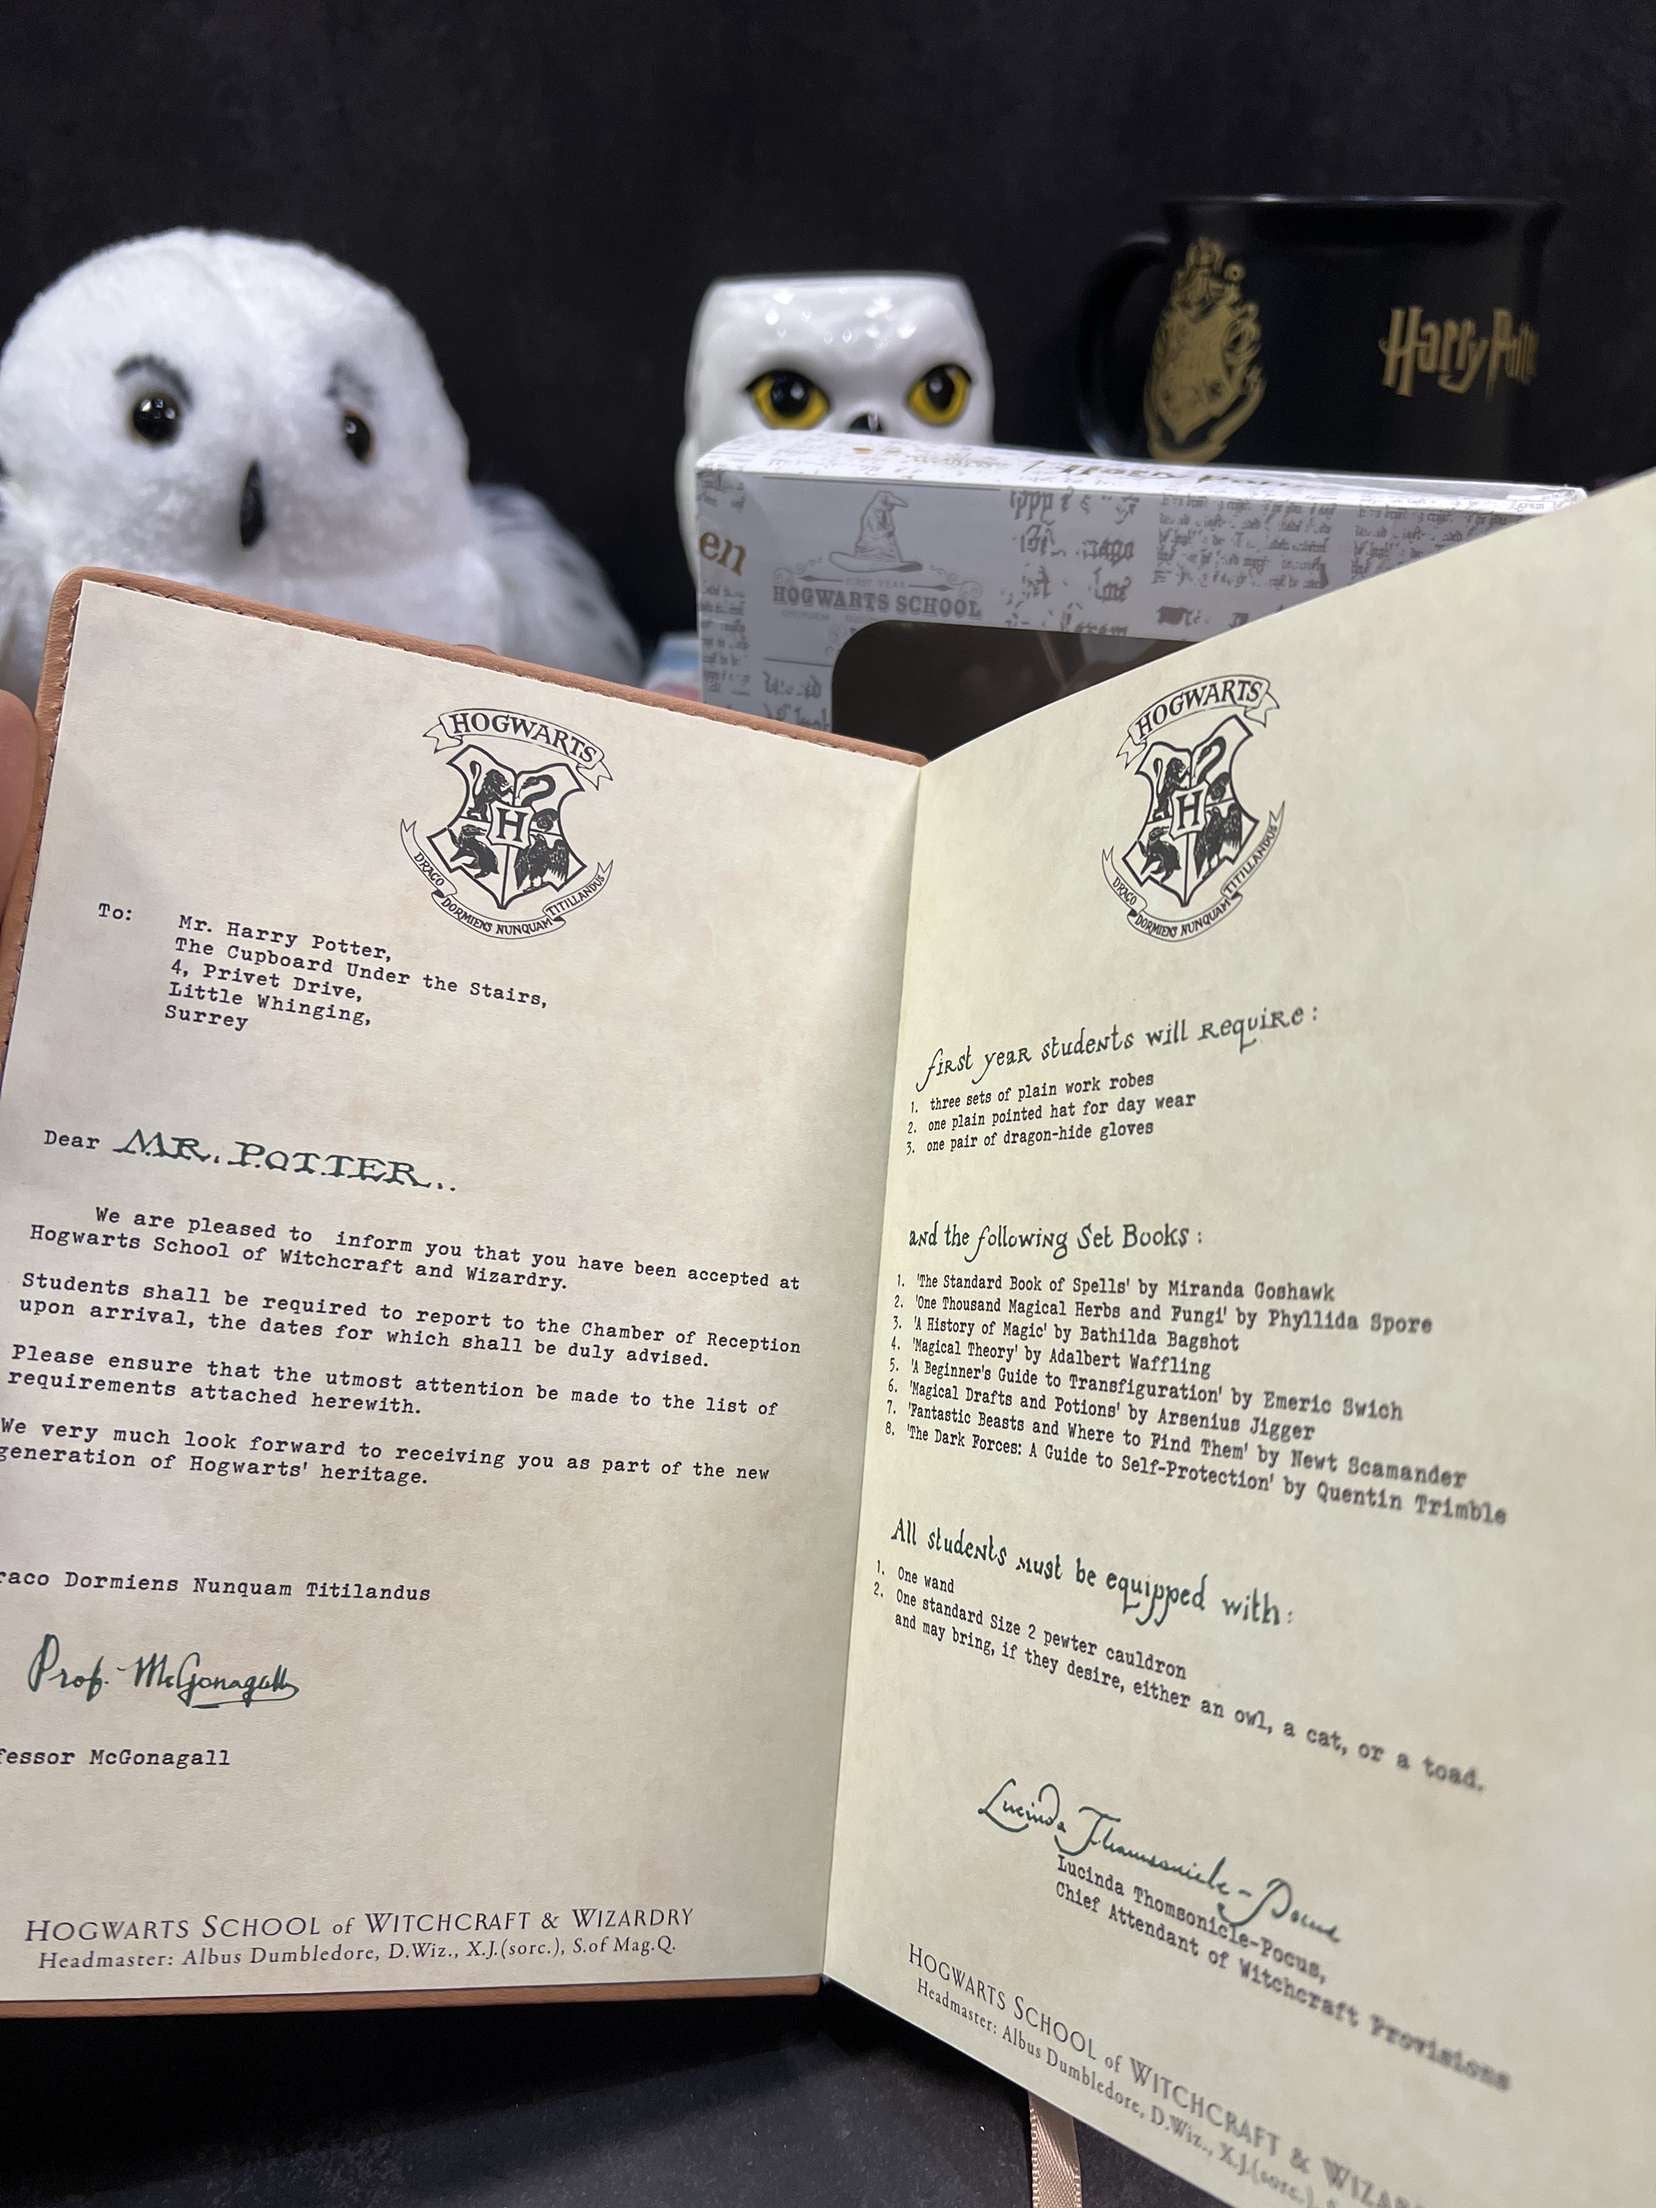 Harry Potter
en
FIRST YEAR
HOGWARTS SCHOOL
HOGWARTS
H
DRACO DORMIENS NUNQUAM TITILLANDUS
To: Mr. Harry Potter,
The Cupboard Under the Stairs,
4, Privet Drive,
Little Whinging,
Surrey
Dear MR. POTTER..
We are pleased to inform you that you have been accepted at
Hogwarts School of Witchcraft and Wizardry.
Students shall be required to report to the Chamber of Reception
upon arrival, the dates for which shall be duly advised.
Please ensure that the utmost attention be made to the list of
requirements attached herewith.
We very much look forward to receiving you as part of the new
generation of Hogwarts' heritage.
raco Dormiens Nunquam Titilandus
Prof. McGonagall
fessor McGonagall
HOGWARTS SCHOOL of WITCHCRAFT & WIZARDRY
Headmaster: Albus Dumbledore, D.Wiz., X.J.(sorc.), S.of Mag.Q.
HOGWARTS
H
DRACO DORMIENS NUNQUAM TITILLANDUS
first year students will require:
1. three sets of plain work robes
2. one plain pointed hat for day wear
3. one pair of dragon-hide gloves
and the following Set Books:
1. 'The Standard Book of Spells' by Miranda Goshawk
2. 'One Thousand Magical Herbs and Fungi' by Phyllida Spore
3. 'A History of Magic' by Bathilda Bagshot
4. 'Magical Theory' by Adalbert Waffling
5. 'A Beginner's Guide to Transfiguration' by Emeric Swich
6. 'Magical Drafts and Potions' by Arsenius Jigger
7. 'Fantastic Beasts and Where to Find Them' by Newt Scamander
8. 'The Dark Forces: A Guide to Self-Protection' by Quentin Trimble
All students must be equipped with:
1. One wand
2. One standard Size 2 pewter cauldron
and may bring, if they desire, either an owl, a cat, or a toad.
Lucinda Thomsonicle-Pocus
Lucinda Thomsonicle-Pocus,
Chief Attendant of Witchcraft Provisions
HOGWARTS SCHOOL of WITCHCRAFT & WIZAR
Headmaster: Albus Dumbledore, D.Wiz., X.J.(sorc.), S